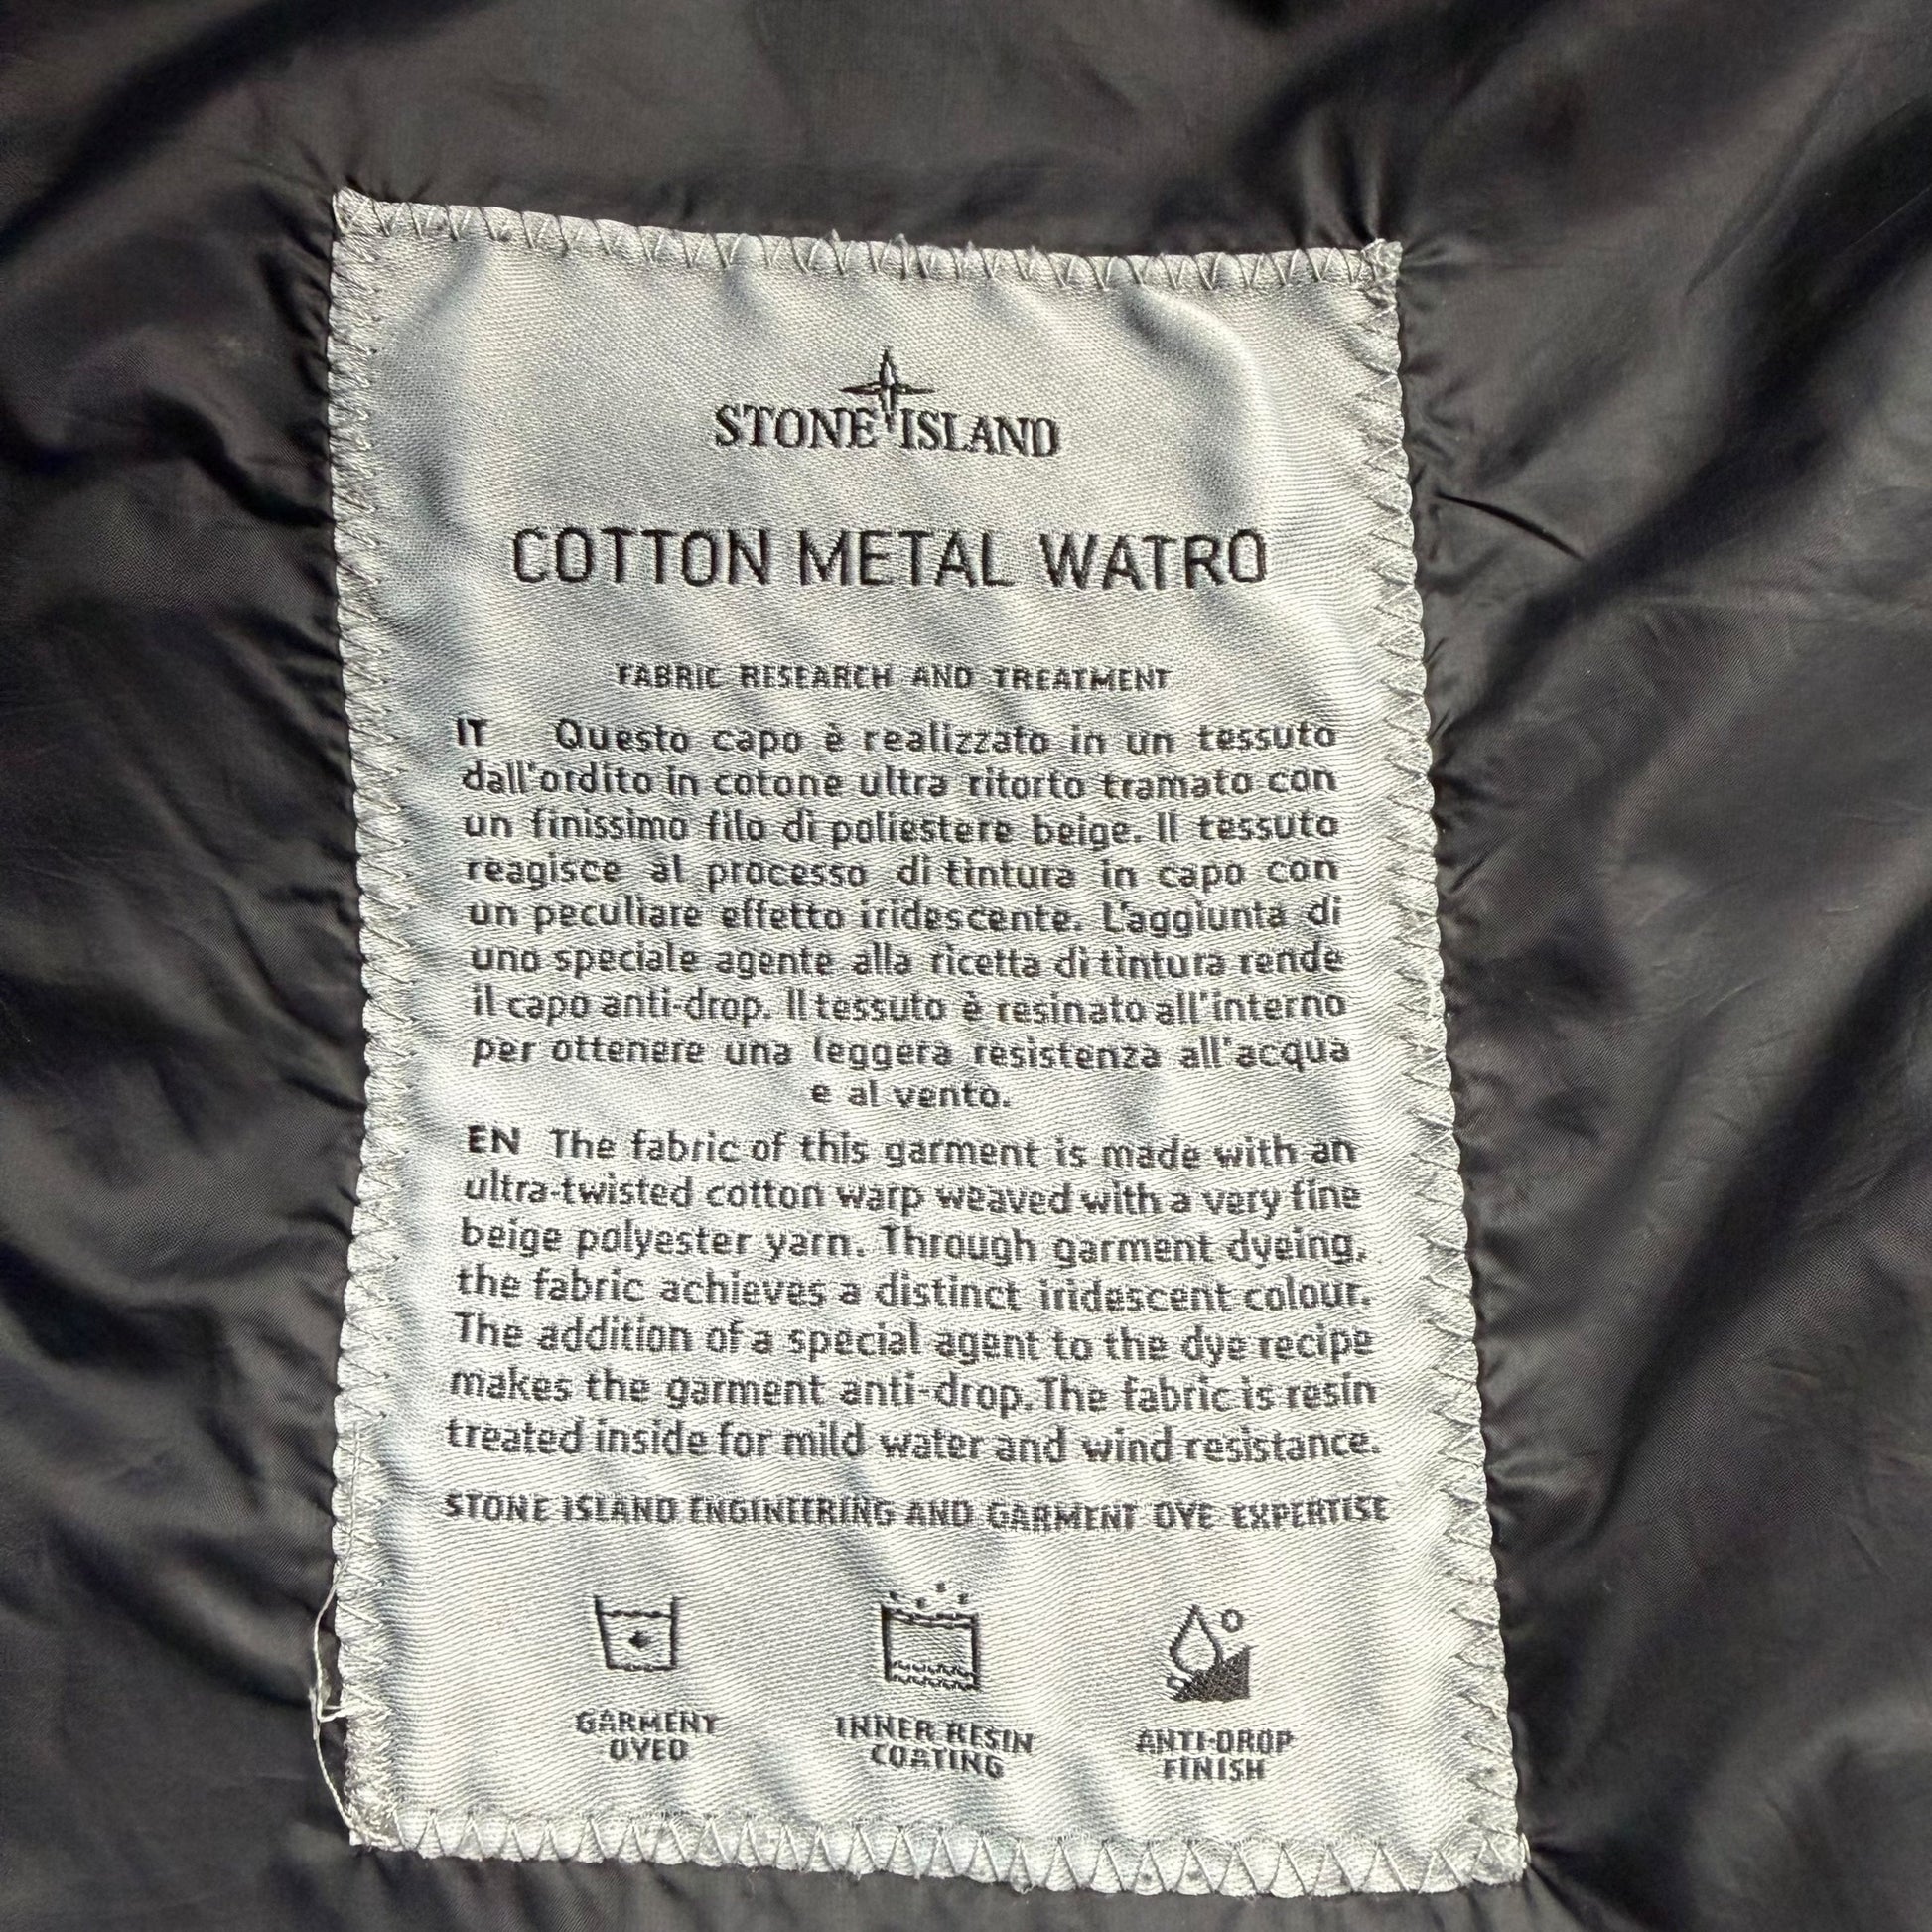 STONE ISLAND
COTTON METAL WATRO
FABRIC RESEARCH AND TREATMENT
IT Questo capo è realizzato in un tessuto
dall'ordito in cotone ultra ritorto tramato con
un finissimo filo di poliestere beige. Il tessuto
reagisce al processo di tintura in capo con
un peculiare effetto iridescente. L'aggiunta di
uno speciale agente alla ricetta di tintura rende
il capo anti-drop. Il tessuto è resinato all'interno
per ottenere una leggera resistenza all'acqua
e al vento.
EN The fabric of this garment is made with an
ultra-twisted cotton warp weaved with a very fine
beige polyester yarn. Through garment dyeing,
the fabric achieves a distinct iridescent colour.
The addition of a special agent to the dye recipe
makes the garment anti-drop. The fabric is resin
treated inside for mild water and wind resistance.
STONE ISLAND ENGINEERING AND GARMENT DYE EXPERTISE
GARMENT
DYED
INNER RESIN
COATING
ANTI-DROP
FINISH